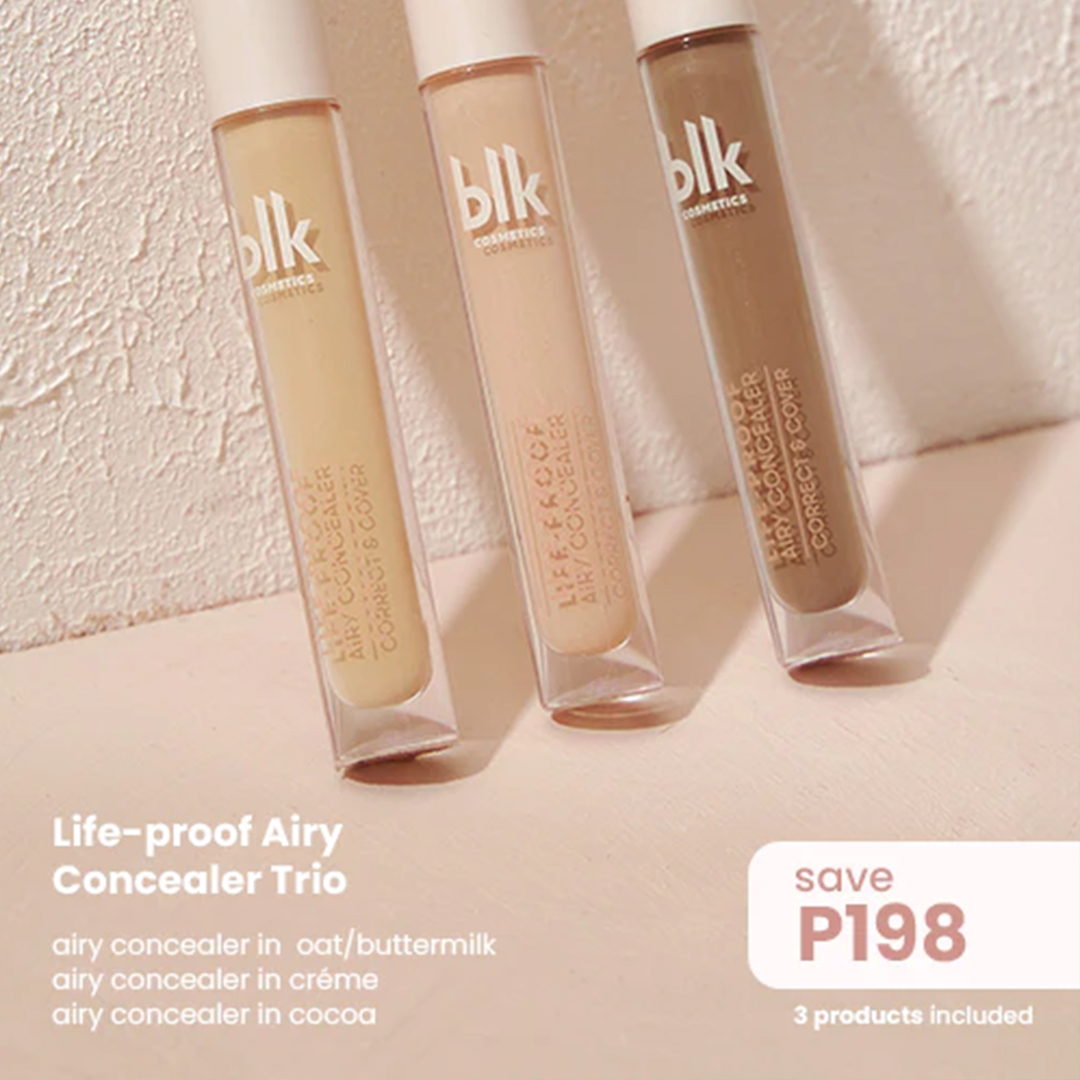 blk
COSMETICS
LIFE-PROOF
AIRY CONCEALER
CORRECT & COVER
blk
COSMETICS
LIFE-PROOF
AIRY CONCEALER
CORRECT & COVER
blk
COSMETICS
LIFE-PROOF
AIRY CONCEALER
CORRECT & COVER
Life-proof Airy
Concealer Trio
airy concealer in oat/buttermilk
airy concealer in créme
airy concealer in cocoa
save
P198
3 products included